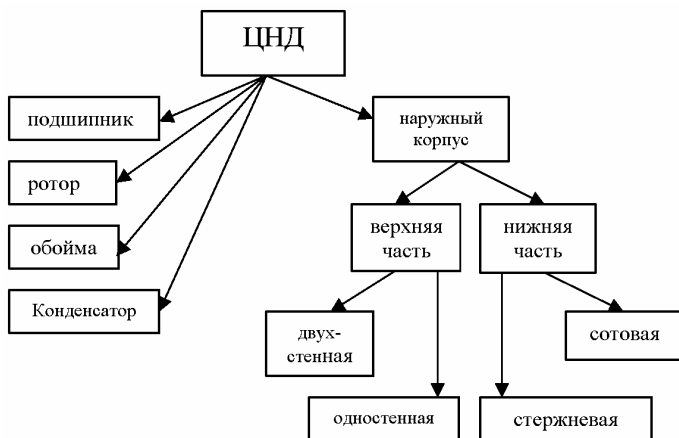 ЦНД
подшипник
ротор
обойма
Конденсатор
наружный
корпус
верхняя
часть
нижняя
часть
двух-
стенная
одностенная
сотовая
стержневая